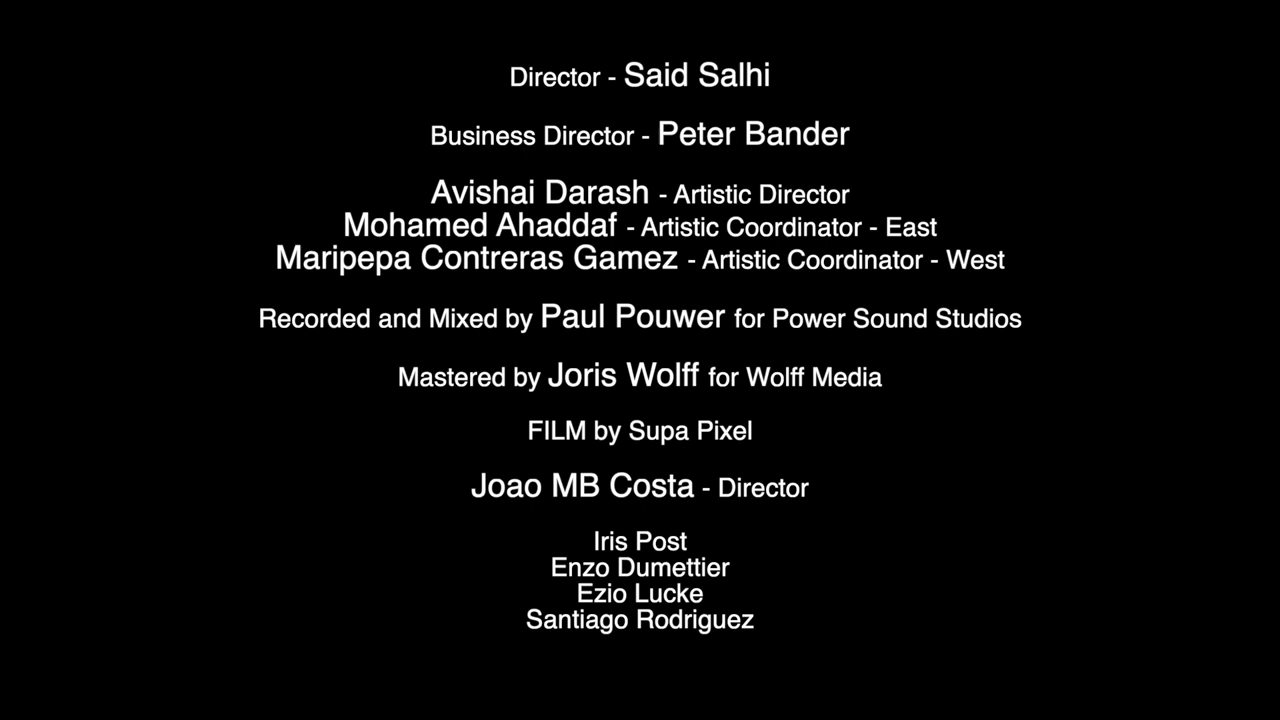 Director - Said Salhi
Business Director - Peter Bander
Avishai Darash - Artistic Director
Mohamed Ahaddaf - Artistic Coordinator - East
Maripepa Contreras Gamez - Artistic Coordinator - West
Recorded and Mixed by Paul Pouwer for Power Sound Studios
Mastered by Joris Wolff for Wolff Media
FILM by Supa Pixel
Joao MB Costa - Director
Iris Post
Enzo Dumettier
Ezio Lucke
Santiago Rodriguez